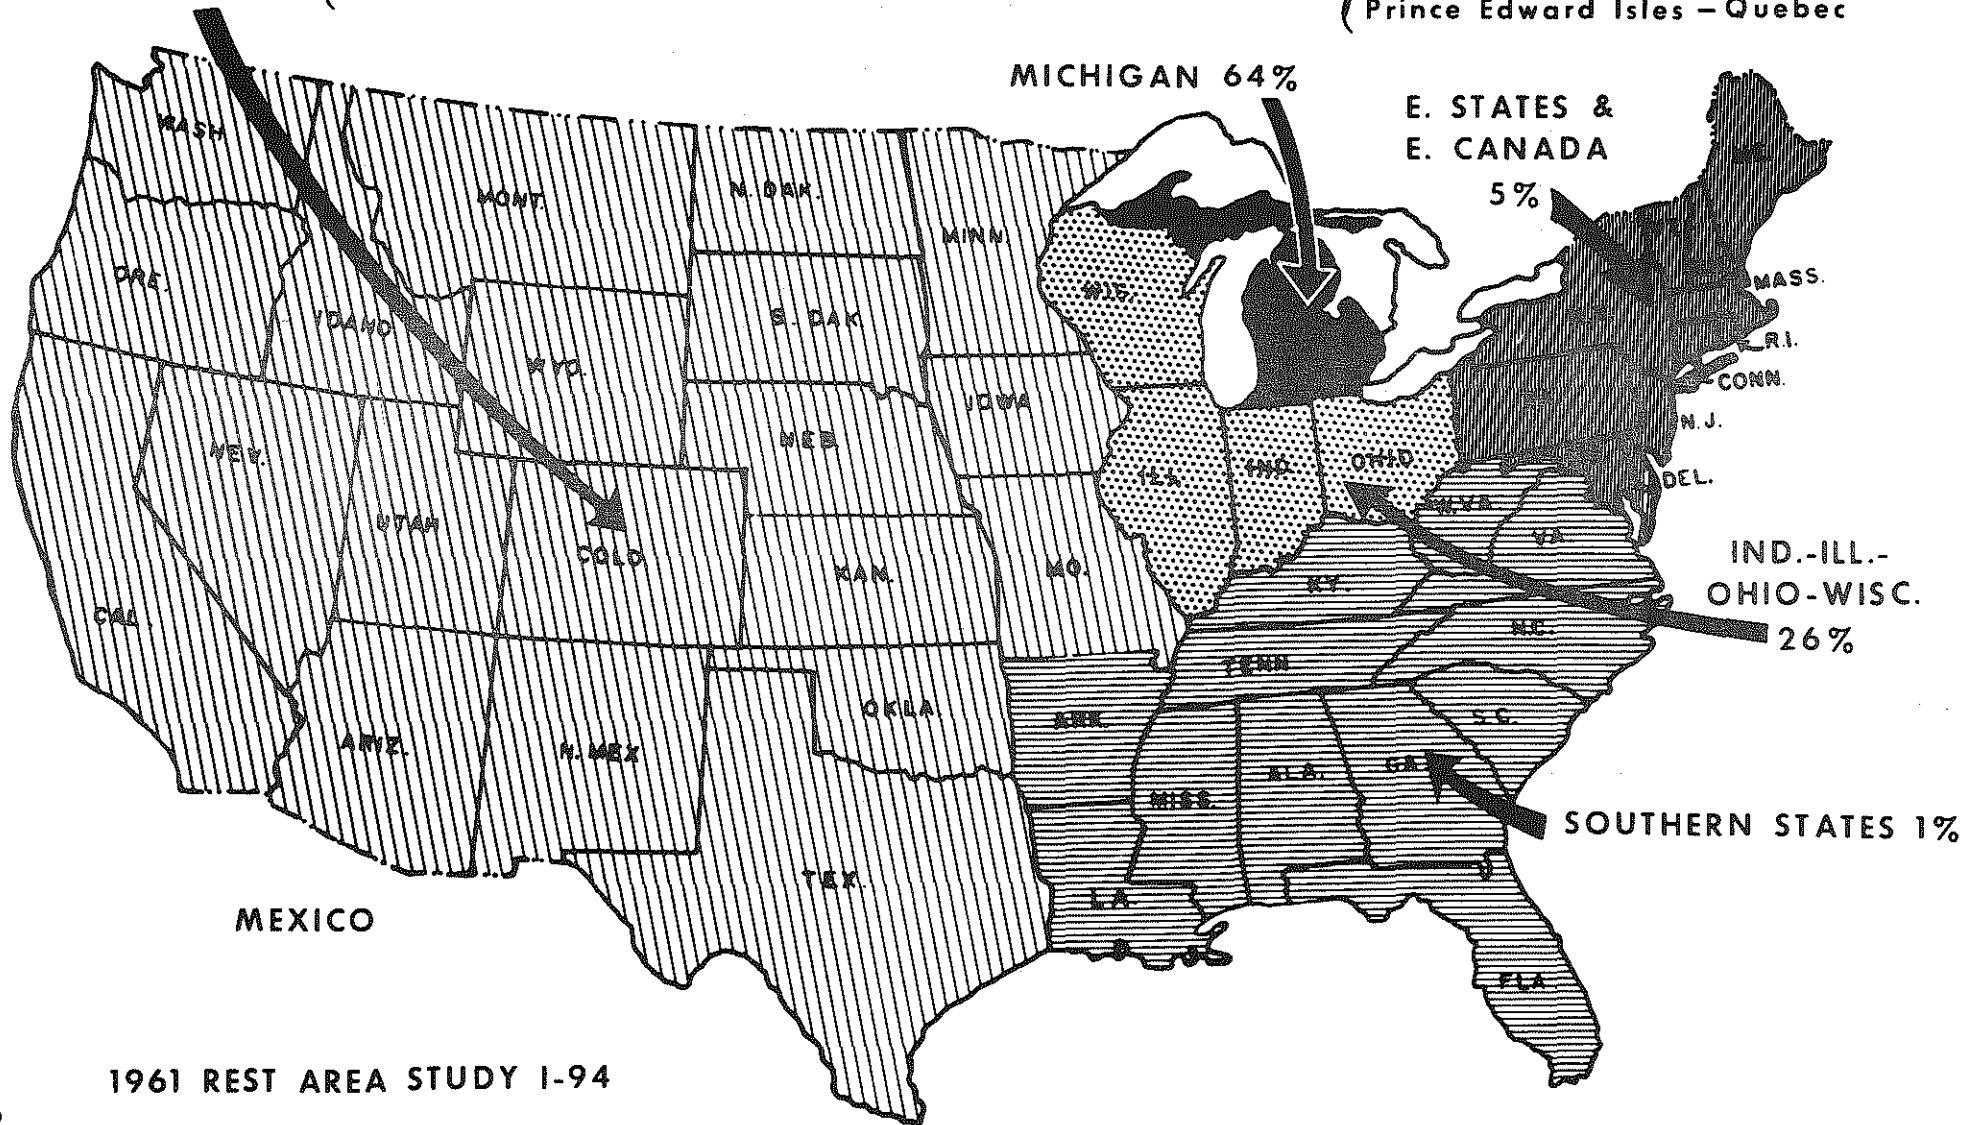 ( Prince Edward Isles – Quebec
MICHIGAN 64%
E. STATES &
E. CANADA
5%
WASH
MONT.
N. DAK.
MINN.
ME.
ORE.
IDAHO
WYO.
S. DAK
WIS.
MASS.
R.I.
CONN.
N.J.
DEL.
NEV.
UTAH
COLO
NEB.
IOWA
ILL.
IND.
OHIO
W.VA
VA
IND.-ILL.-
OHIO-WISC.
26%
CAL
KAN.
MO.
KY.
N.C.
TENN
ARIZ.
N. MEX
OKLA.
ARK.
S.C.
MISS.
ALA.
GA
SOUTHERN STATES 1%
TEX.
LA.
FLA
MEXICO
1961 REST AREA STUDY I-94